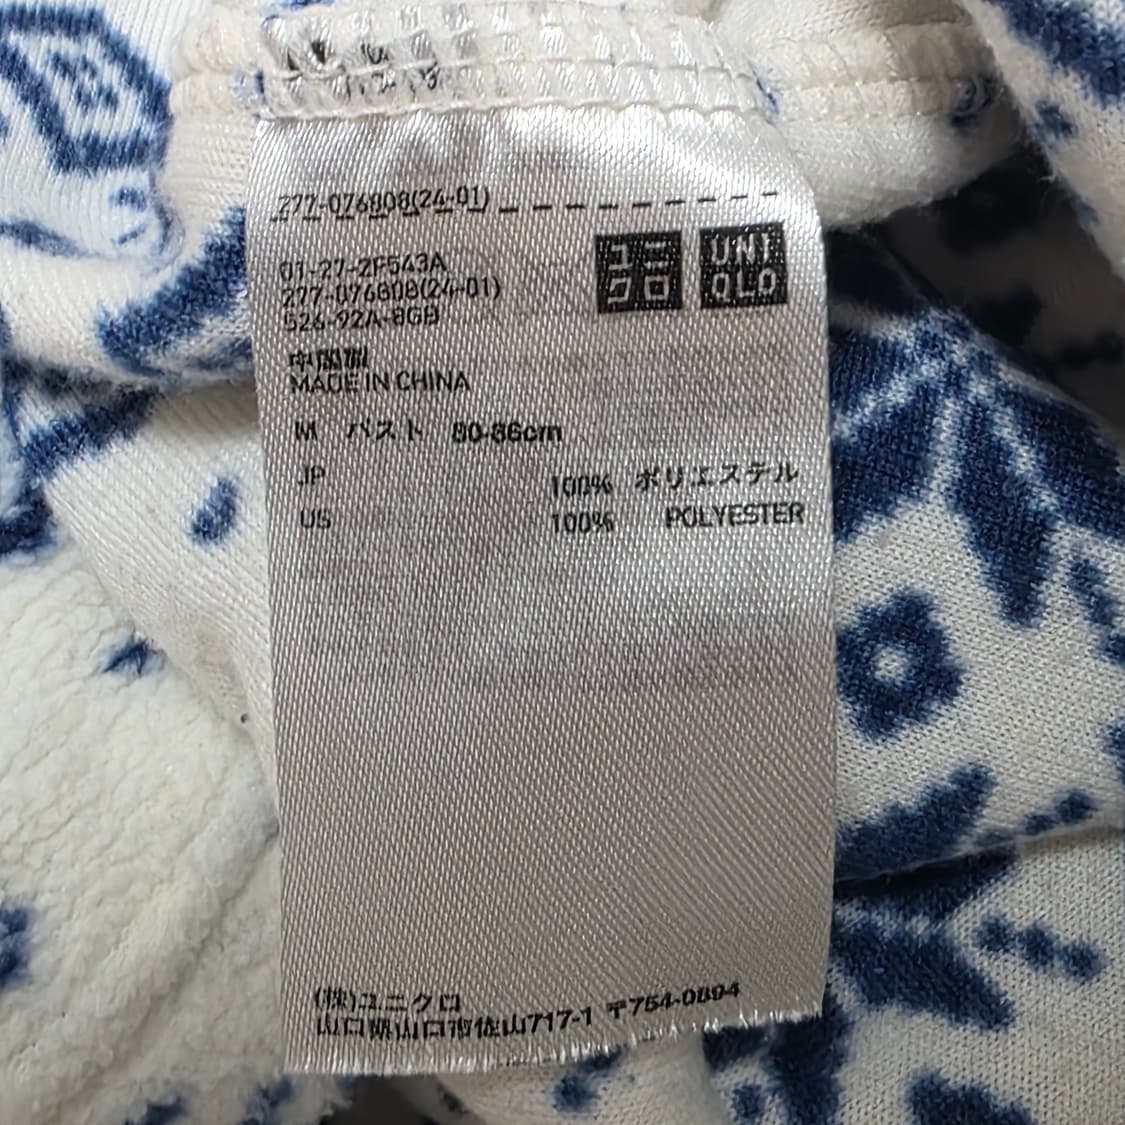 277-076808(24-01)
ユニクロ
UNIQLO
01-27-2F543A
277-076808(24-01)
526-92A-8GB
中国製
MADE IN CHINA
M バスト 80-86cm
JP 100% ポリエステル
US 100% POLYESTER
(株)ユニクロ
山口県山口市佐山717-1 〒754-0894